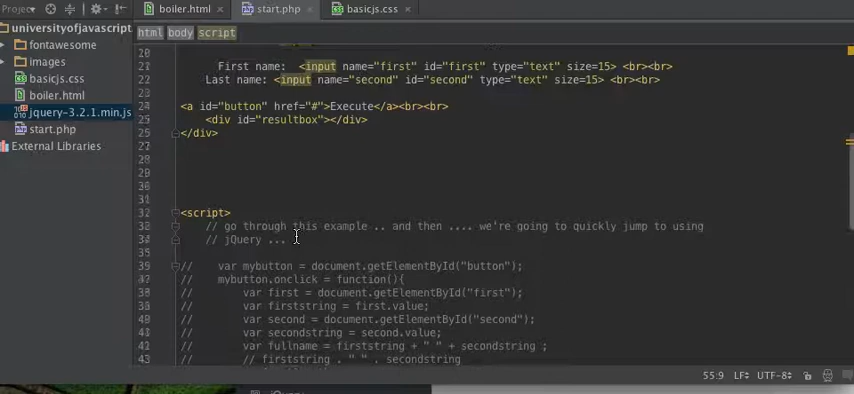 Project boiler.html start.php basicjs.css
universityofjavascript
html body script
fontawesome
images
basicjs.css
boiler.html
jquery-3.2.1.min.js
start.php
External Libraries
20
21 First name: <input name="first" id="first" type="text" size=15> <br><br>
22 Last name: <input name="second" id="second" type="text" size=15> <br><br>
23
24 <a id="button" href="#">Execute</a><br><br>
25 <div id="resultbox"></div>
26 </div>
27
28
29
30
31
32 <script>
33 // go through this example .. and then .... we're going to quickly jump to using
34 // jQuery ...
35
36 // var mybutton = document.getElementById("button");
37 // mybutton.onclick = function(){
38 // var first = document.getElementById("first");
39 // var firststring = first.value;
40 // var second = document.getElementById("second");
41 // var secondstring = second.value;
42 // var fullname = firststring + " " + secondstring ;
43 // // firststring . " " . secondstring
55:9 LF UTF-8